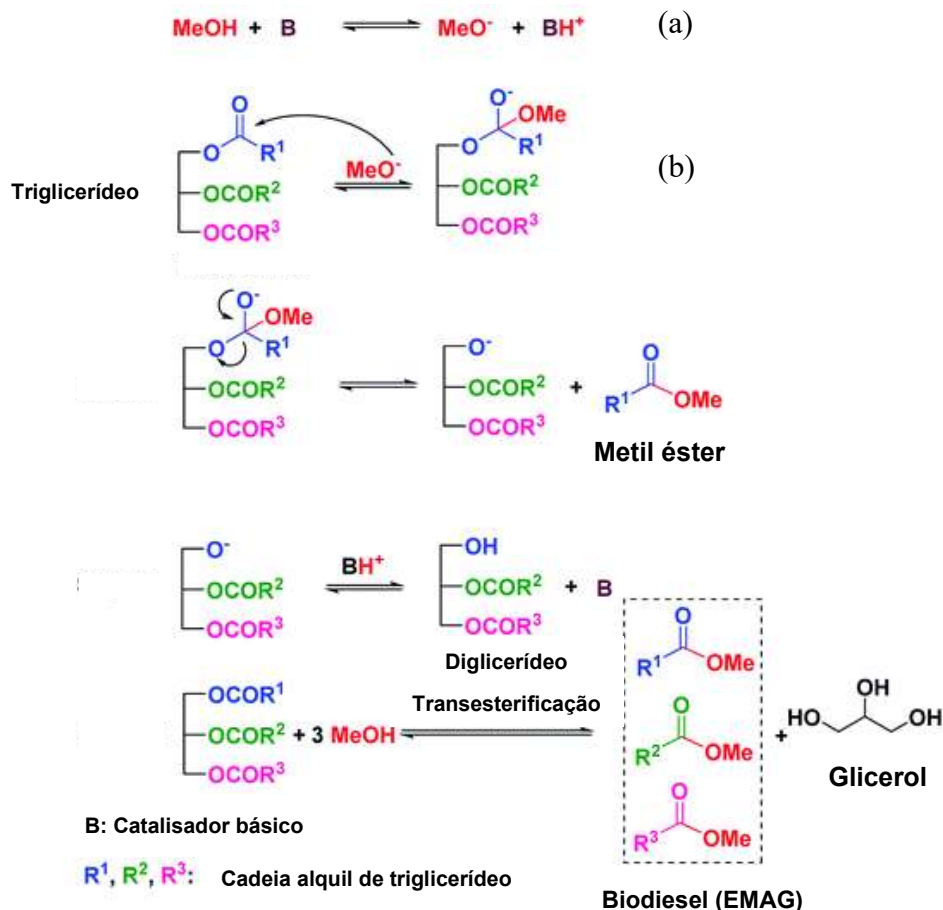 MeOH + B ⇌ MeO⁻ + BH⁺ (a)
O
O R¹
Triglicerídeo
OCOR²
OCOR³
MeO⁻
O⁻
OMe
O R¹
OCOR²
OCOR³
(b)
O⁻
OMe
O R¹
OCOR²
OCOR³
O⁻
OCOR²
OCOR³
+
O
R¹ OMe
Metil éster
O⁻
OCOR²
OCOR³
BH⁺
OH
OCOR²
OCOR³
+ B
Diglicerídeo
OCOR¹
OCOR²
OCOR³
+ 3 MeOH
Transesterificação
O
R¹ OMe
O
R² OMe
O
R³ OMe
+
OH
HO OH
Glicerol
B: Catalisador básico
R¹, R², R³: Cadeia alquil de triglicerídeo
Biodiesel (EMAG)